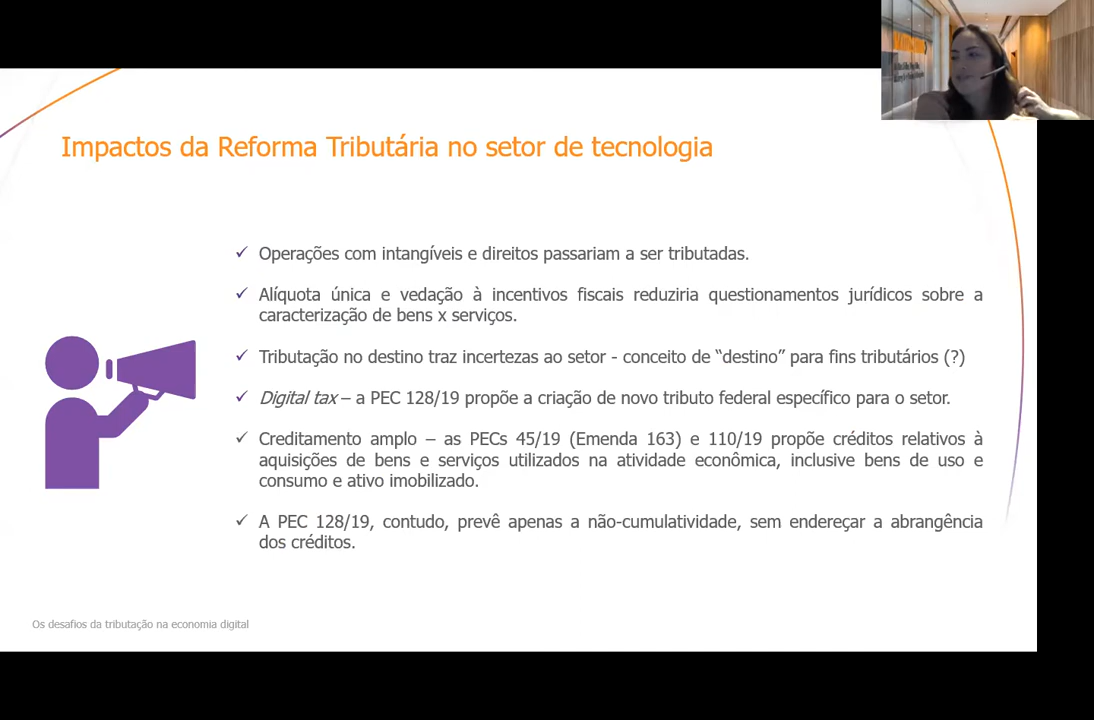 Impactos da Reforma Tributária no setor de tecnologia
Operações com intangíveis e direitos passariam a ser tributadas.
Alíquota única e vedação à incentivos fiscais reduziria questionamentos jurídicos sobre a
caracterização de bens x serviços.
Tributação no destino traz incertezas ao setor - conceito de “destino” para fins tributários (?)
Digital tax – a PEC 128/19 propõe a criação de novo tributo federal específico para o setor.
Creditamento amplo – as PECs 45/19 (Emenda 163) e 110/19 propõe créditos relativos à
aquisições de bens e serviços utilizados na atividade econômica, inclusive bens de uso e
consumo e ativo imobilizado.
A PEC 128/19, contudo, prevê apenas a não-cumulatividade, sem endereçar a abrangência
dos créditos.
Os desafios da tributação na economia digital